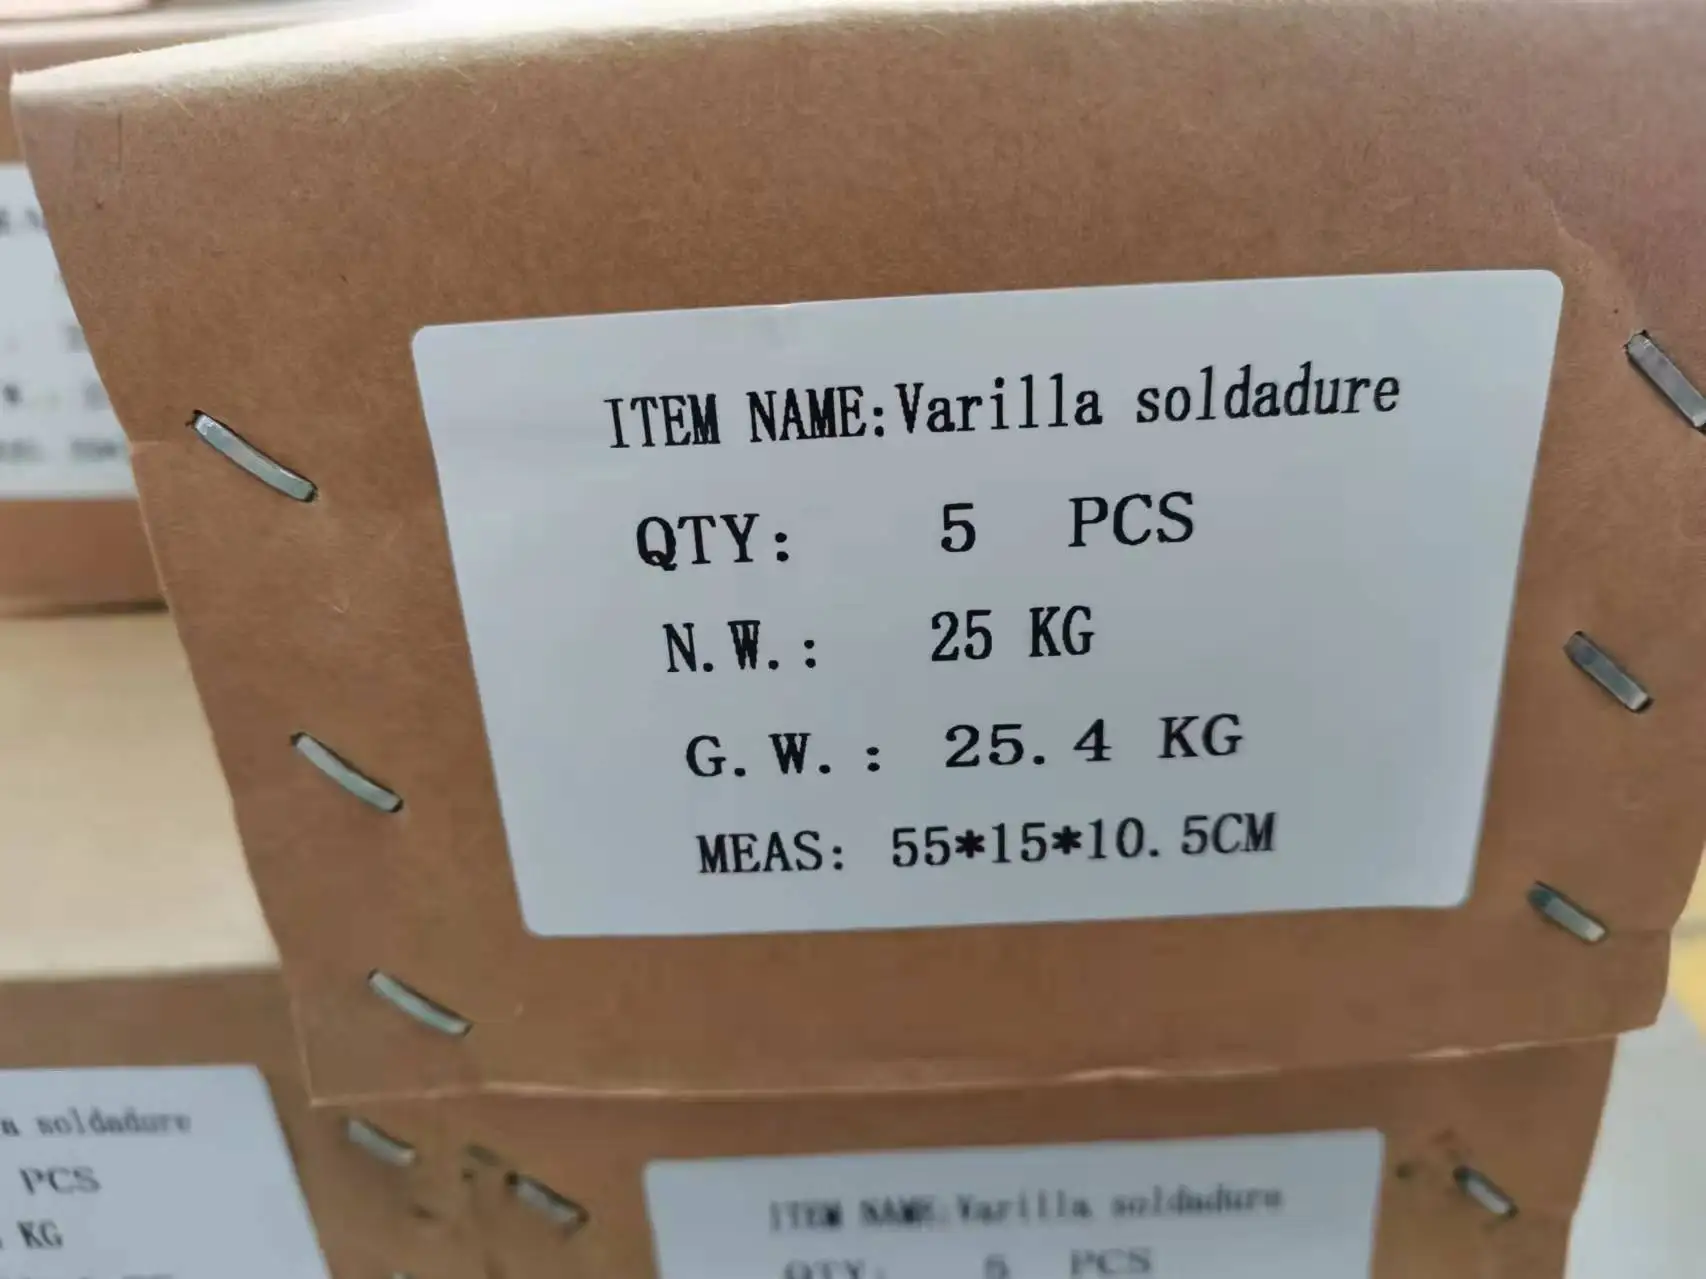 ITEM NAME:Varilla soldadure
QTY: 5 PCS
N.W.: 25 KG
G.W.: 25.4 KG
MEAS: 55*15*10.5CM
soldadure
PCS
KG
ITEM NAME:Varilla soldadure
QTY: 5 PCS